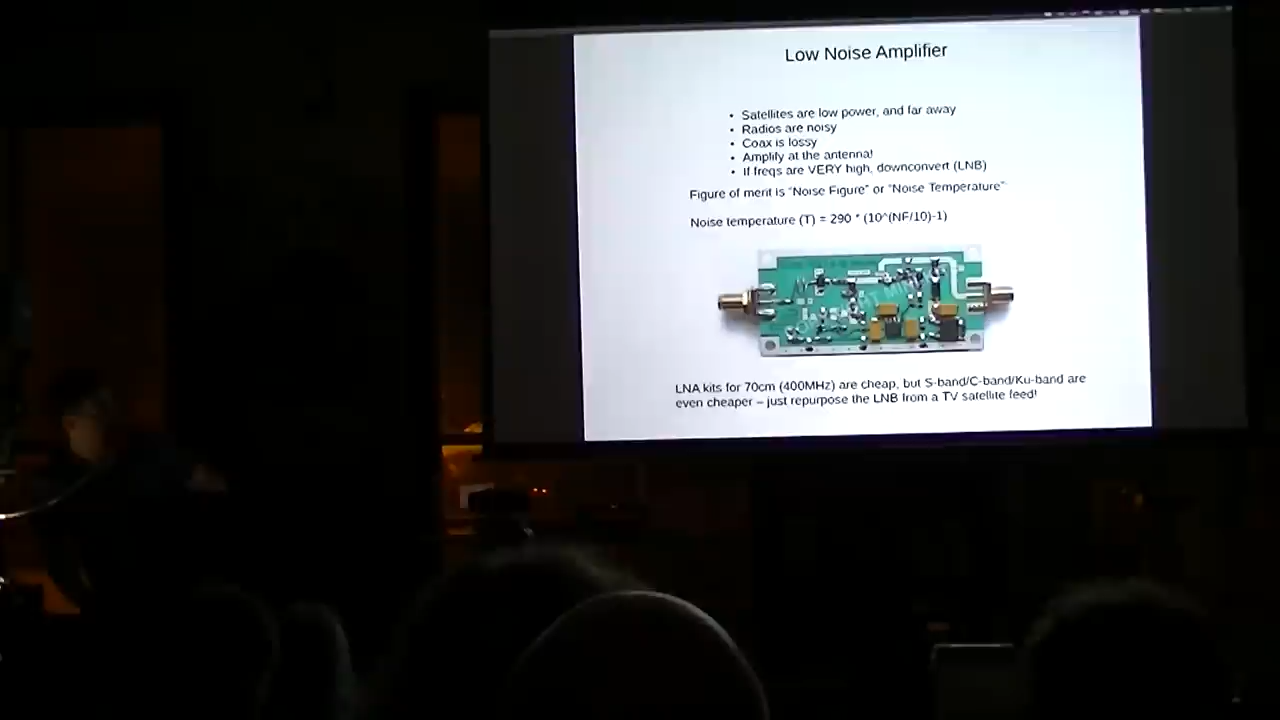 Low Noise Amplifier
• Satellites are low power, and far away
• Radios are noisy
• Coax is lossy
• Amplify at the antenna!
• If freqs are VERY high, downconvert (LNB)
Figure of merit is "Noise Figure" or "Noise Temperature"
Noise temperature (T) = 290 * (10^(NF/10)-1)
LNA kits for 70cm (400MHz) are cheap, but S-band/C-band/Ku-band are
even cheaper – just repurpose the LNB from a TV satellite feed!